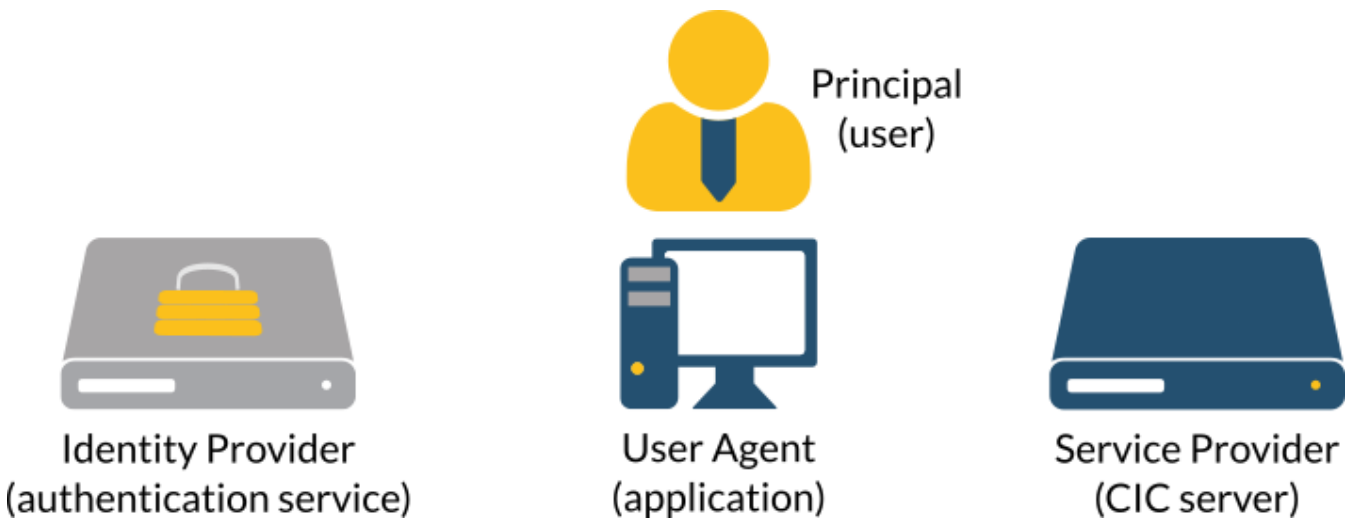 Principal
(user)
Identity Provider
(authentication service)
User Agent
(application)
Service Provider
(CIC server)